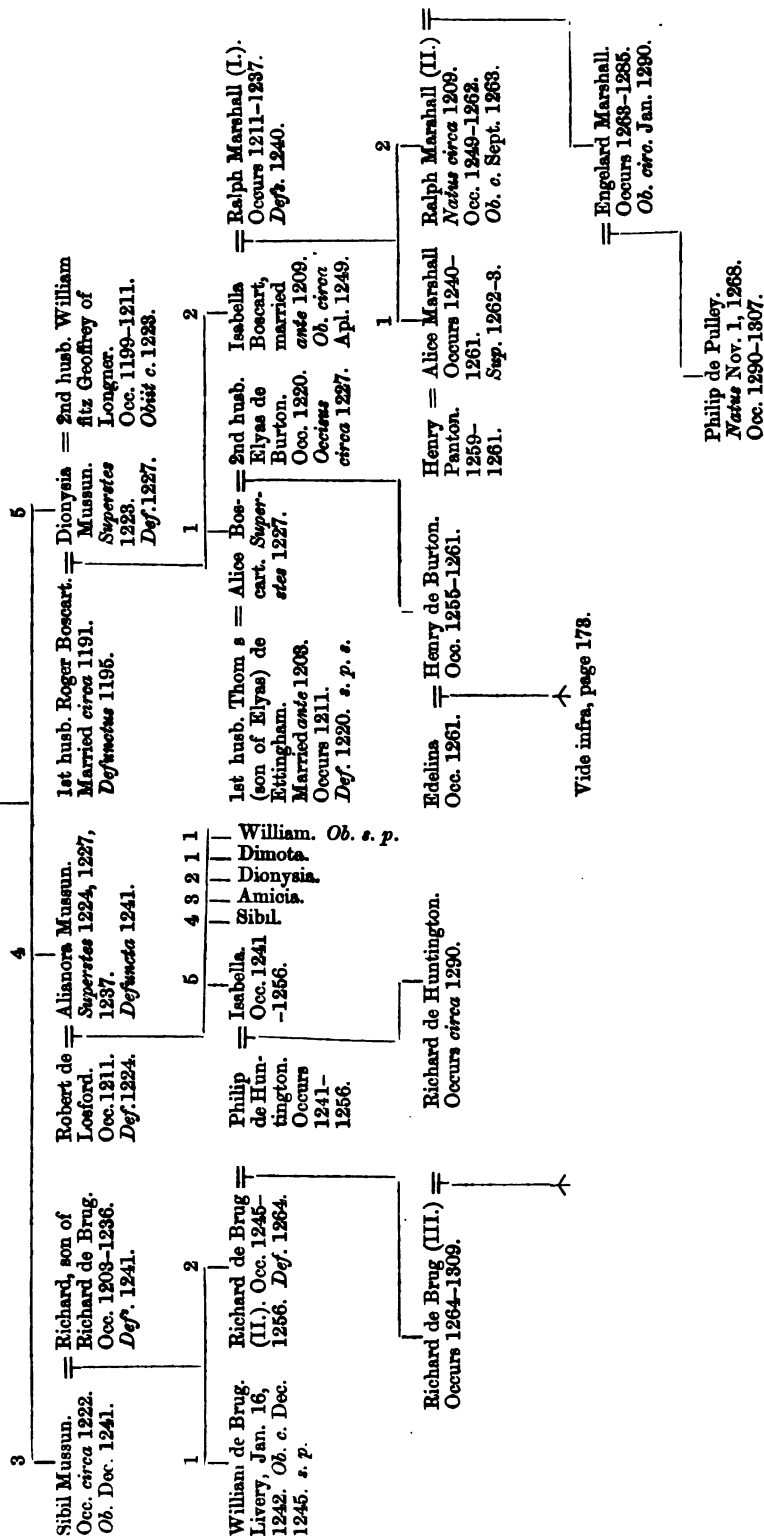 3
Sibil Mussun.
Occ. circa 1222.
Ob. Dec. 1241.
= Richard, son of
Richard de Brug.
Occ. 1203-1236.
Defs. 1241.
4
Robert de
Losford.
Occ. 1211.
Def. 1224.
= Alianora Mussun.
Superstes 1224, 1227,
1237.
Defuncta 1241.
5
1st husb. Roger Boscart.
Married circa 1191.
Defunctus 1195.
= Dionysia
Mussun.
Superstes
1223.
Def. 1227.
= 2nd husb. William
fitz Geoffrey of
Longner.
Occ. 1199-1211.
Obiit c. 1223.
1
William de Brug.
Livery, Jan. 16,
1242. Ob. c. Dec.
1245. s. p.
2
Richard de Brug
(II.). Occ. 1245-
1256. Def. 1264.
=
Philip
de Hun-
tington.
Occurs
1241-
1256.
=
5
Isabella.
Occ. 1241
-1256.
4
Sibil.
3
Amicia.
2
Dionysia.
1
Dimota.
1
William. Ob. s. p.
1st husb. Thom s
(son of Elyas) de
Ettingham.
Married ante 1208.
Occurs 1211.
Def. 1220. s. p. s.
1
= Alice Bos-
cart. Super-
stes 1227.
= 2nd husb.
Elyas de
Burton.
Occ. 1220.
Occisus
circa 1227.
2
Isabella
Boscart,
married
ante 1209.
Ob. circa
Apl. 1249.
= Ralph Marshall (I.).
Occurs 1211-1237.
Defs. 1240.
Richard de Brug (III.)
Occurs 1264-1309.
=
Richard de Huntington.
Occurs circa 1290.
Edelina
Occ. 1261.
= Henry de Burton.
Occ. 1255-1261.
Henry
Panton.
1259-
1261.
1
= Alice Marshall
Occurs 1240-
1261.
Sup. 1262-3.
2
Ralph Marshall (II.)
Natus circa 1209.
Occ. 1249-1262.
Ob. c. Sept. 1263.
=
Vide infra, page 173.
= Engelard Marshall.
Occurs 1263-1285.
Ob. circ. Jan. 1290.
Philip de Pulley.
Natus Nov. 1, 1268.
Occ. 1290-1307.